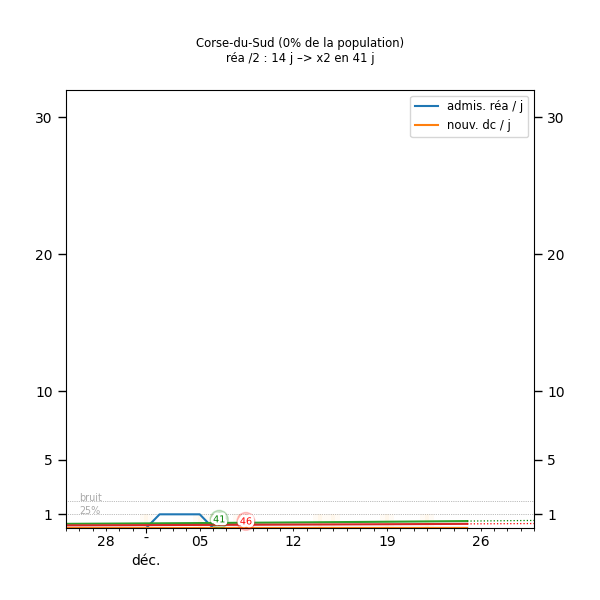 Corse-du-Sud (0% de la population)
réa /2 : 14 j –> x2 en 41 j
admis. réa / j
nouv. dc / j
30 30
20 20
10 10
5 5
bruit
25%
1 1
41 46
28 - 05 12 19 26
déc.